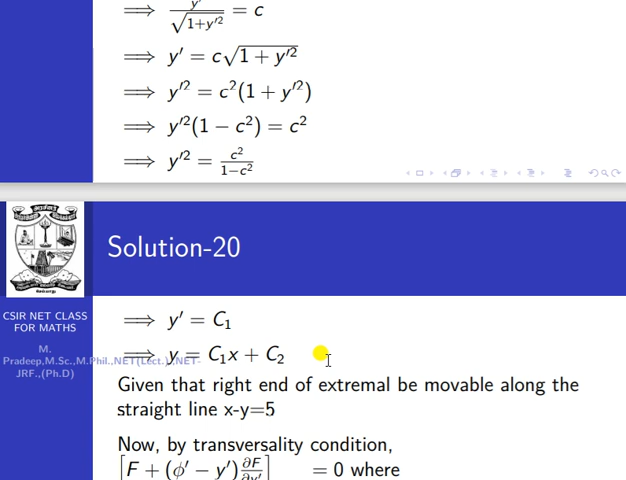 ⟹ y'/√(1+y'²) = c
⟹ y' = c√(1 + y'²)
⟹ y'² = c²(1 + y'²)
⟹ y'²(1 − c²) = c²
⟹ y'² = c²/(1−c²)
Solution-20
CSIR NET CLASS
FOR MATHS
M.
Pradeep,M.Sc.,M.Phil.,NET(Lect.),NET-
JRF.,(Ph.D)
⟹ y' = C₁
⟹ y = C₁x + C₂
Given that right end of extremal be movable along the
straight line x-y=5
Now, by transversality condition,
[F + (ϕ' − y')∂F/∂y'] = 0 where